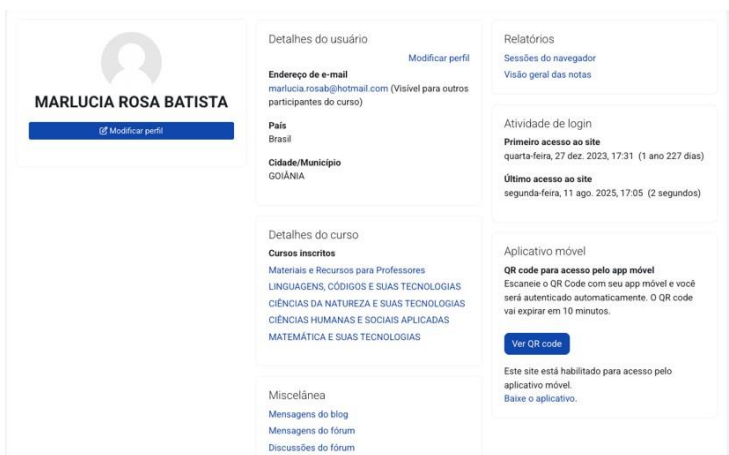 MARLUCIA ROSA BATISTA
Modificar perfil
Detalhes do usuário
Modificar perfil
Endereço de e-mail
marlucia.rosab@hotmail.com (Visível para outros
participantes do curso)
País
Brasil
Cidade/Município
GOIÂNIA
Detalhes do curso
Cursos inscritos
Materiais e Recursos para Professores
LINGUAGENS, CÓDIGOS E SUAS TECNOLOGIAS
CIÊNCIAS DA NATUREZA E SUAS TECNOLOGIAS
CIÊNCIAS HUMANAS E SOCIAIS APLICADAS
MATEMÁTICA E SUAS TECNOLOGIAS
Miscelânea
Mensagens do blog
Mensagens do fórum
Discussões do fórum
Relatórios
Sessões do navegador
Visão geral das notas
Atividade de login
Primeiro acesso ao site
quarta-feira, 27 dez. 2023, 17:31 (1 ano 227 dias)
Último acesso ao site
segunda-feira, 11 ago. 2025, 17:05 (2 segundos)
Aplicativo móvel
QR code para acesso pelo app móvel
Escaneie o QR Code com seu app móvel e você
será autenticado automaticamente. O QR code
vai expirar em 10 minutos.
Ver QR code
Este site está habilitado para acesso pelo
aplicativo móvel.
Baixe o aplicativo.